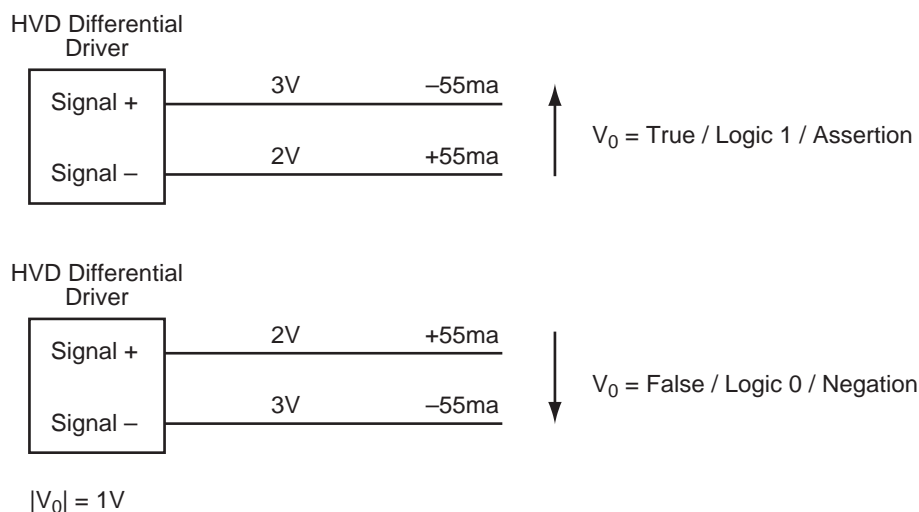 HVD Differential
Driver
Signal +
3V
–55ma
Signal –
2V
+55ma
V0 = True / Logic 1 / Assertion
HVD Differential
Driver
Signal +
2V
+55ma
Signal –
3V
–55ma
V0 = False / Logic 0 / Negation
|V0| = 1V